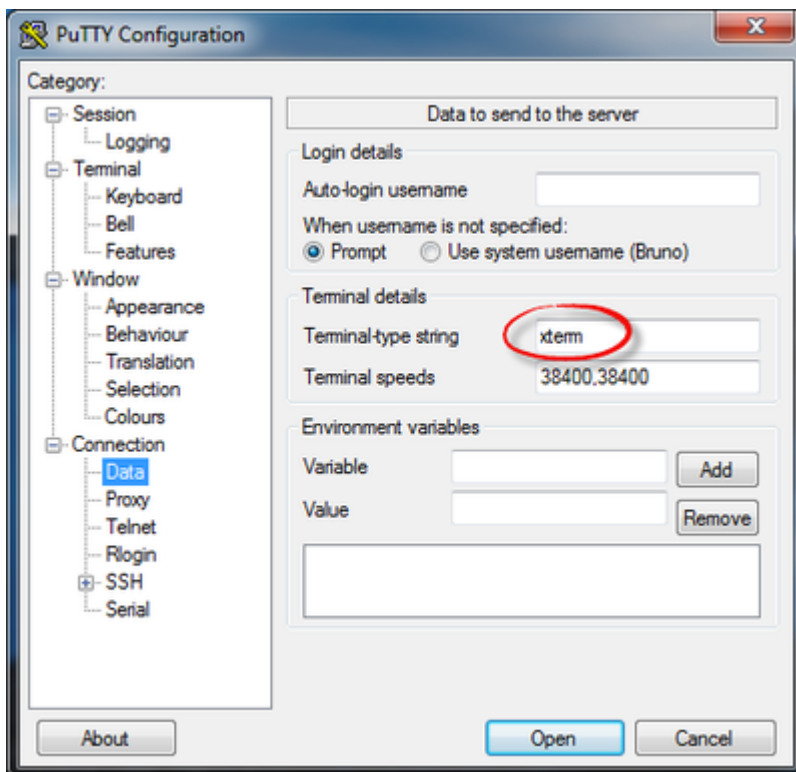 PuTTY Configuration
Category:
Session
Logging
Terminal
Keyboard
Bell
Features
Window
Appearance
Behaviour
Translation
Selection
Colours
Connection
Data
Proxy
Telnet
Rlogin
SSH
Serial
Data to send to the server
Login details
Auto-login username
When username is not specified:
Prompt Use system username (Bruno)
Terminal details
Terminal-type string xterm
Terminal speeds 38400,38400
Environment variables
Variable Add
Value Remove
About Open Cancel